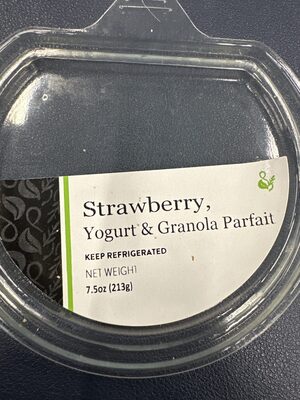 Strawberry,
Yogurt & Granola Parfait
KEEP REFRIGERATED
NET WEIGHT
7.5oz (213g)